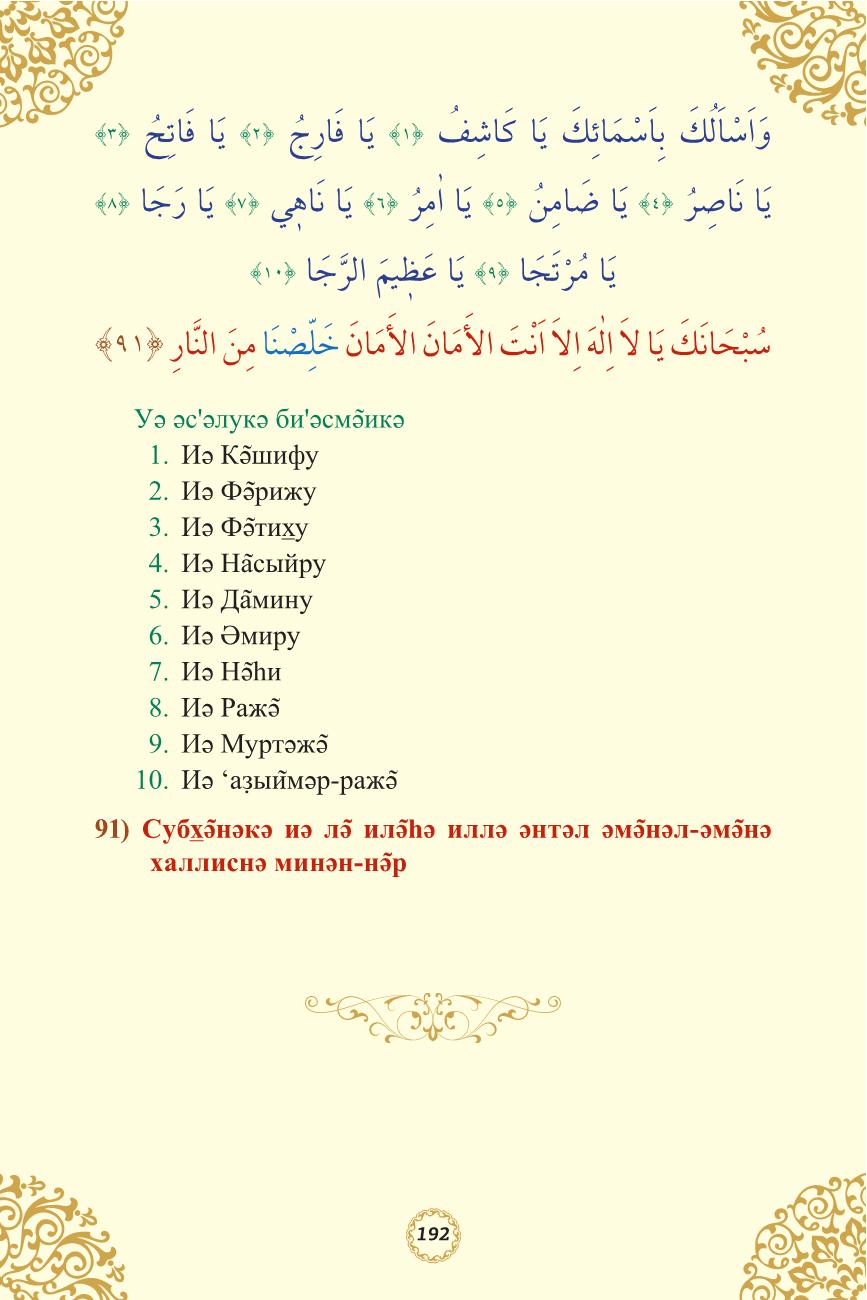 وَاَسْاَلُكَ بِاَسْمَائِكَ يَا كَاشِفُ ﴿١﴾ يَا فَارِجُ ﴿٢﴾ يَا فَاتِحُ ﴿٣﴾
يَا نَاصِرُ ﴿٤﴾ يَا ضَامِنُ ﴿٥﴾ يَا اٰمِرُ ﴿٦﴾ يَا نَاهِٖي ﴿٧﴾ يَا رَجَا ﴿٨﴾
يَا مُرْتَجَا ﴿٩﴾ يَا عَظِٖيمَ الرَّجَا ﴿١٠﴾
سُبْحَانَكَ يَا لاَ اِلٰهَ اِلاَ اَنْتَ الأَمَانَ الأَمَانَ خَلِّصْنَا مِنَ النَّارِ ﴿٩١﴾
Уә әс'әлукә би'әсмә̃икә
1. Иә Кә̃шифу
2. Иә Фә̃рижу
3. Иә Фә̃тих̲у
4. Иә На̃сыйру
5. Иә Да̃мину
6. Иә Әмиру
7. Иә Нә̃һи
8. Иә Ражә̃
9. Иә Муртәжә̃
10. Иә ‘аẓый̃мәр-ражә̃
91) Субх̲ә̃нәкә иә лә̃ илә̃һә иллә әнтәл әмә̃нәл-әмә̃нә
халлиснә минән-нә̃р
192